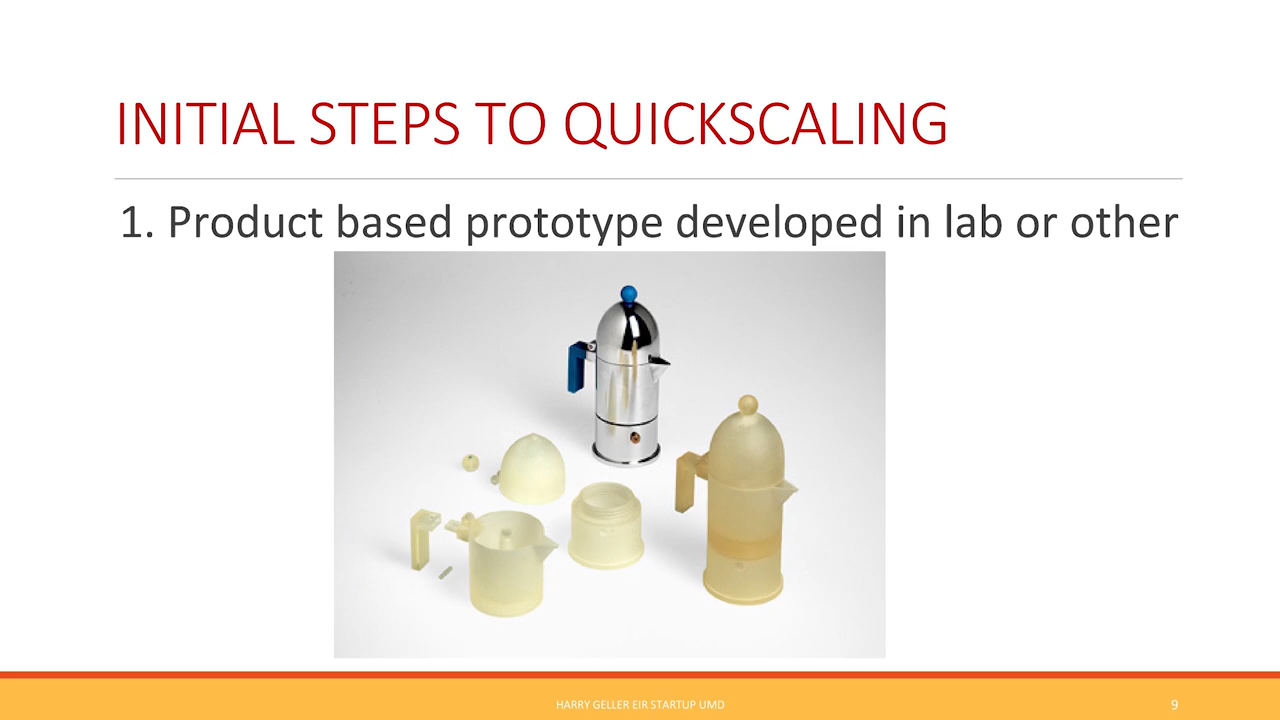 INITIAL STEPS TO QUICKSCALING
1. Product based prototype developed in lab or other
HARRY GELLER EIR STARTUP UMD
9